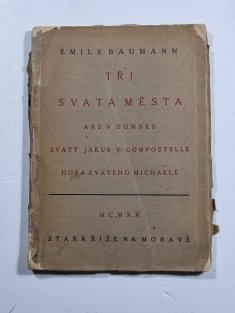 EMILE BAUMANN
TŘI
SVATÁ MĚSTA
ARS V DOMBES
SVATÝ JAKUB V COMPOSTELLE
HORA SVATÉHO MICHAELE
MCMXX
STARÁ ŘÍŠE NA MORAVĚ